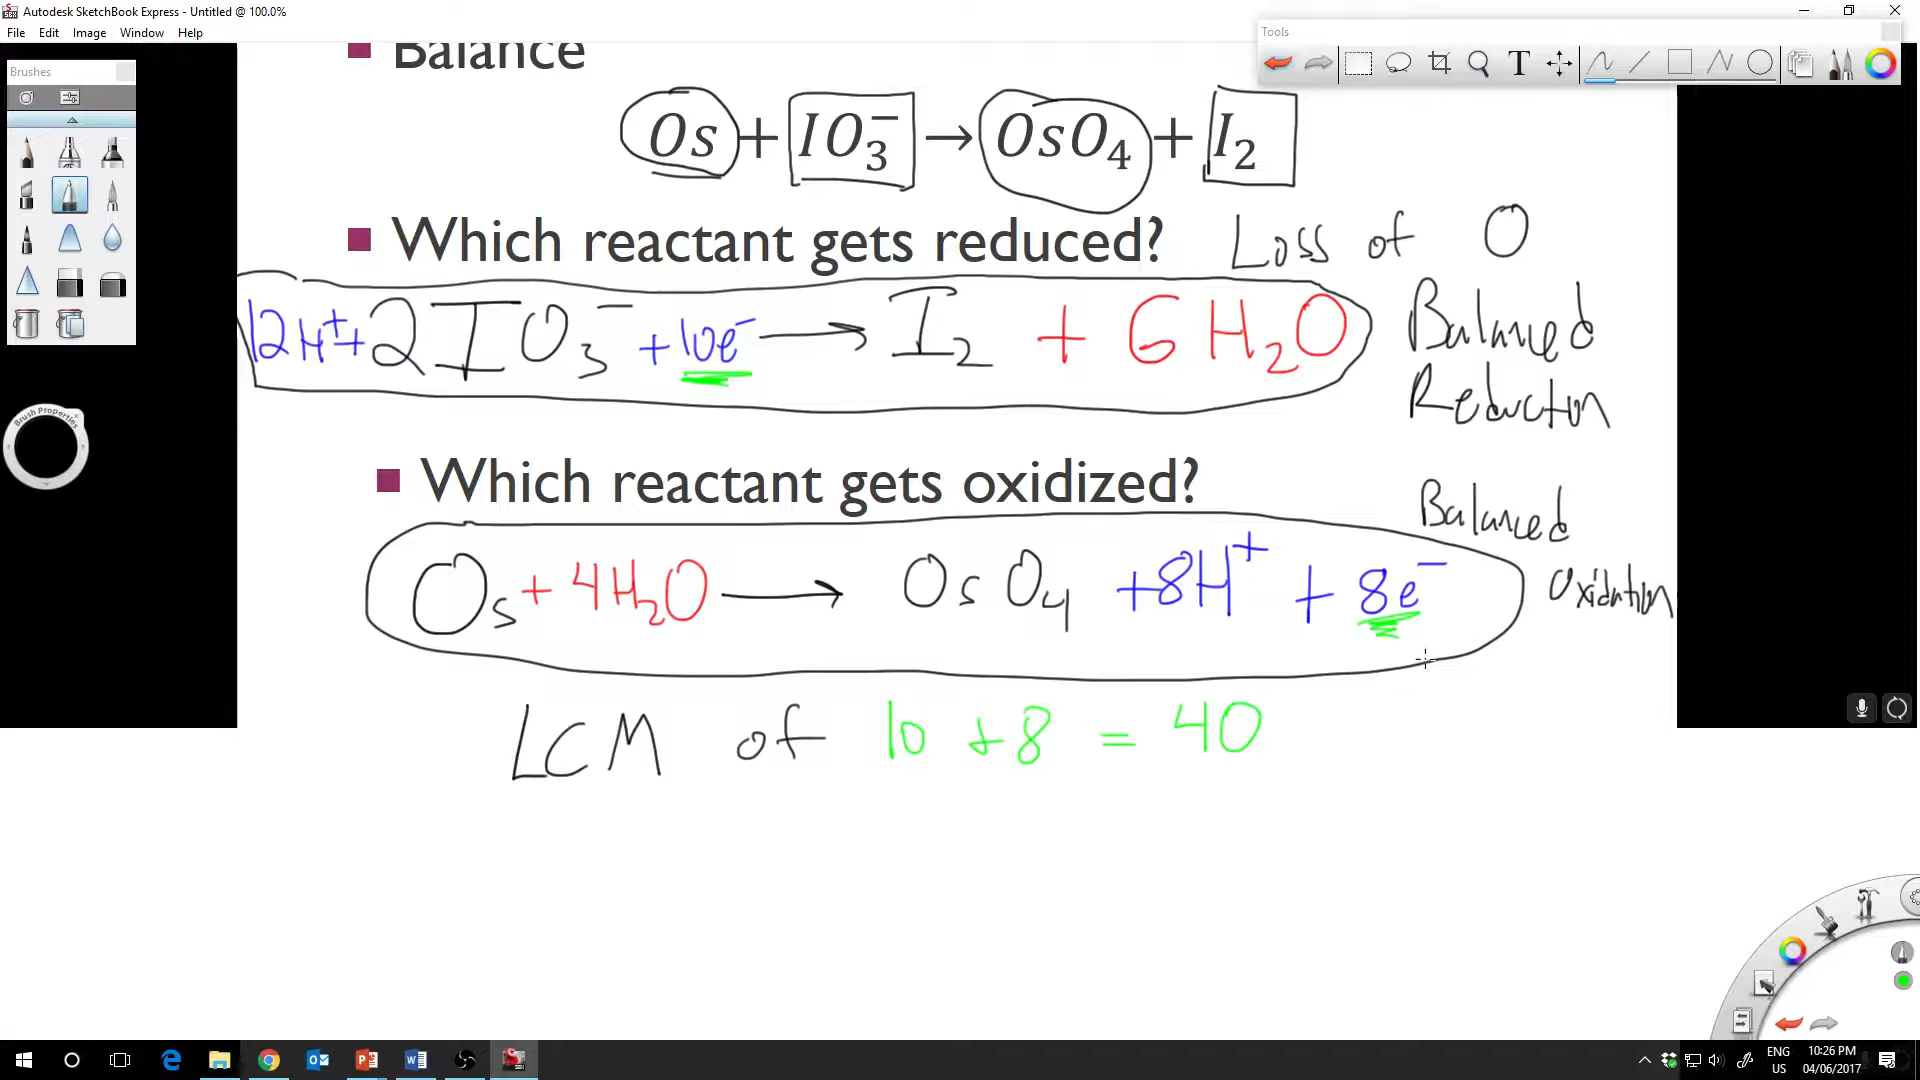 Autodesk SketchBook Express - Untitled @ 100.0%
File Edit Image Window Help
Tools
Brushes
Balance
Os + IO₃⁻ → OsO₄ + I₂
Which reactant gets reduced? Loss of O
12H⁺ + 2IO₃⁻ + 10e⁻ → I₂ + 6H₂O
Balanced
Reduction
Brush Properties
Which reactant gets oxidized?
Balanced
Oxidation
Os + 4H₂O → OsO₄ + 8H⁺ + 8e⁻
LCM of 10 + 8 = 40
ENG
US
10:26 PM
04/06/2017